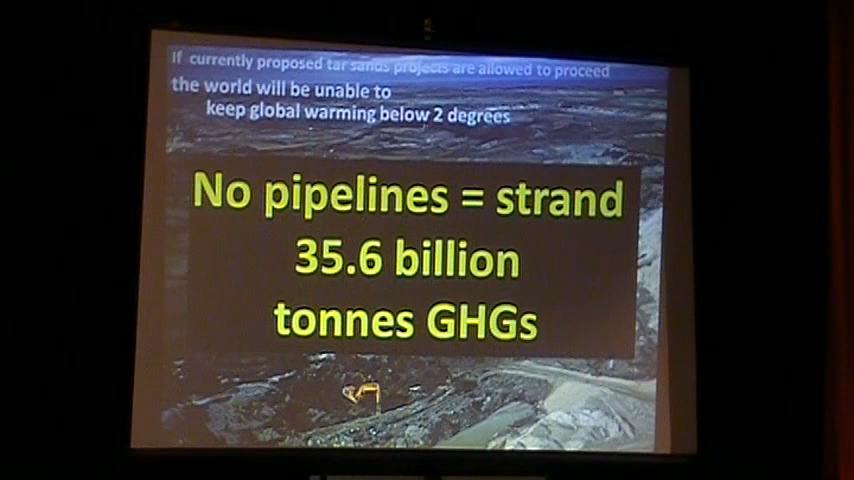 If currently proposed tar sands projects are allowed to proceed
the world will be unable to
keep global warming below 2 degrees
No pipelines = strand
35.6 billion
tonnes GHGs